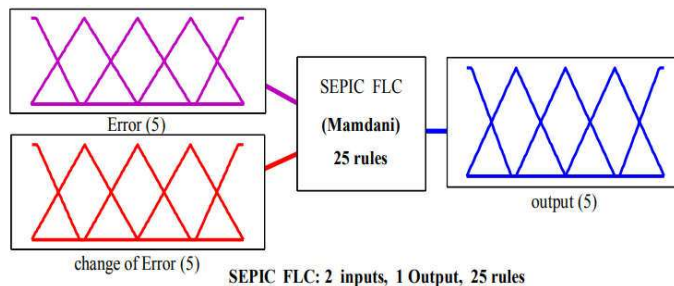 Error (5)
change of Error (5)
SEPIC FLC
(Mamdani)
25 rules
output (5)
SEPIC FLC: 2 inputs, 1 Output, 25 rules